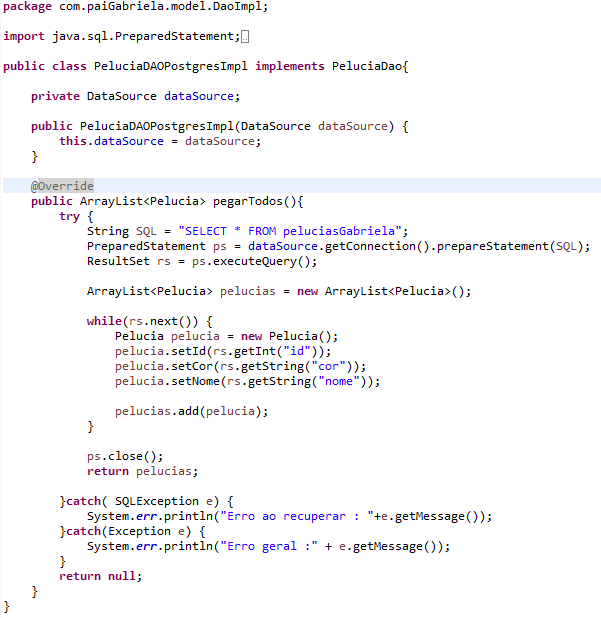 package com.paiGabriela.model.DaoImpl;
import java.sql.PreparedStatement;
public class PeluciaDAOPostgresImpl implements PeluciaDao{
private DataSource dataSource;
public PeluciaDAOPostgresImpl(DataSource dataSource) {
this.dataSource = dataSource;
}
@Override
public ArrayList<Pelucia> pegarTodos(){
try {
String SQL = "SELECT * FROM peluciasGabriela";
PreparedStatement ps = dataSource.getConnection().prepareStatement(SQL);
ResultSet rs = ps.executeQuery();
ArrayList<Pelucia> pelucias = new ArrayList<Pelucia>();
while(rs.next()) {
Pelucia pelucia = new Pelucia();
pelucia.setId(rs.getInt("id"));
pelucia.setCor(rs.getString("cor"));
pelucia.setNome(rs.getString("nome"));
pelucias.add(pelucia);
}
ps.close();
return pelucias;
}catch( SQLException e) {
System.err.println("Erro ao recuperar : "+e.getMessage());
}catch(Exception e) {
System.err.println("Erro geral :" + e.getMessage());
}
return null;
}
}